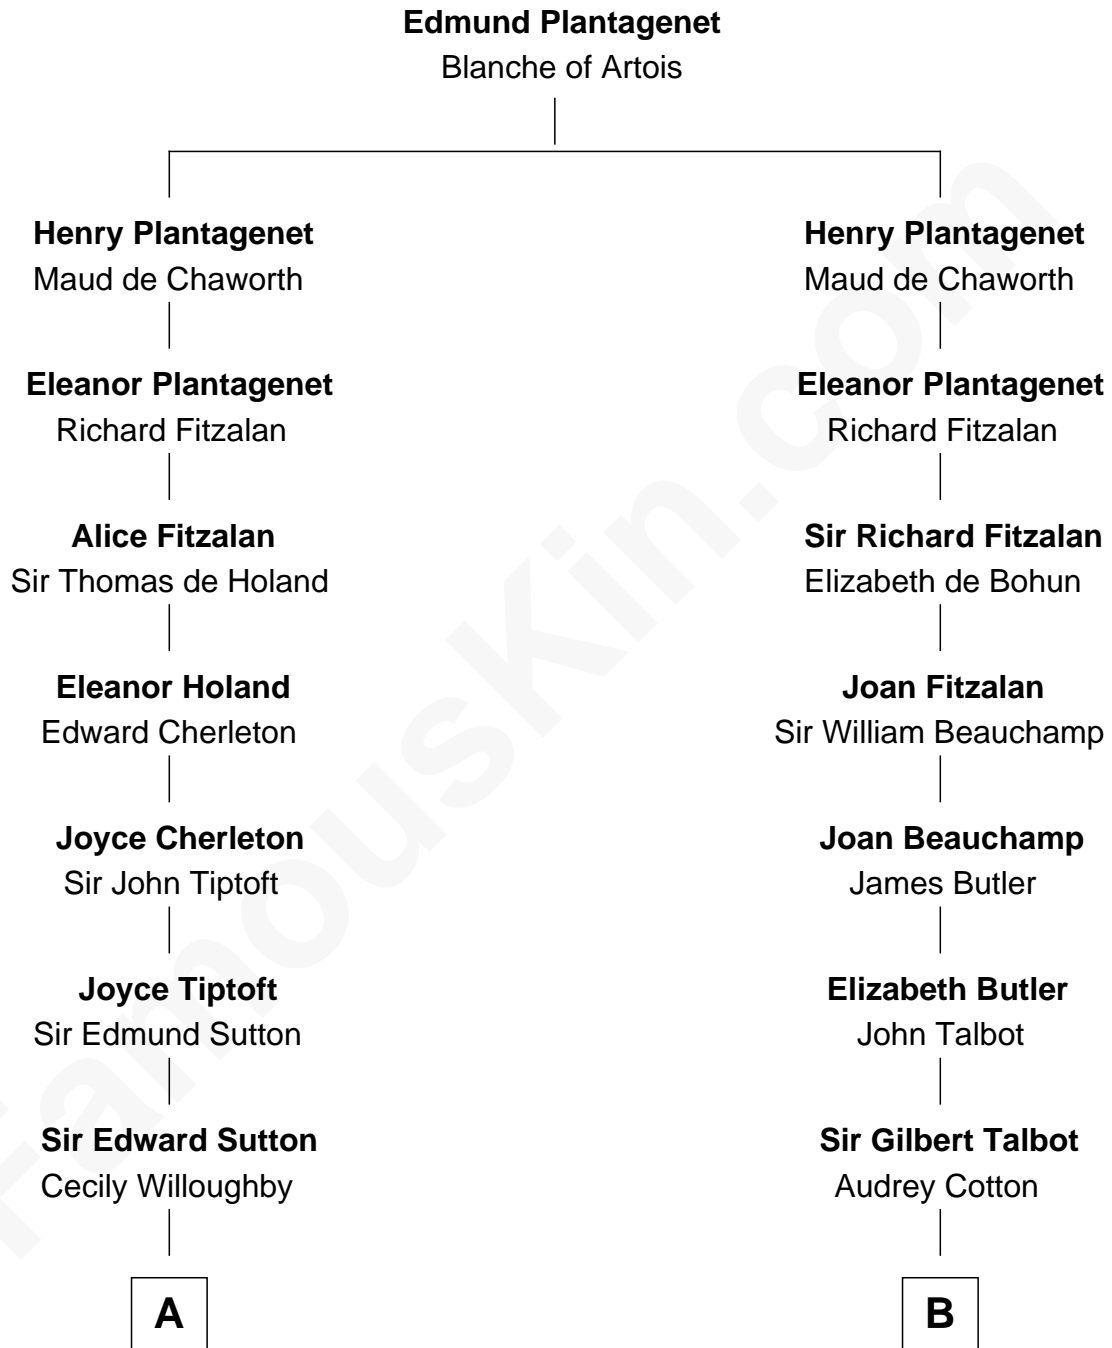 Edmund Plantagenet
Blanche of Artois
Henry Plantagenet
Maud de Chaworth
Henry Plantagenet
Maud de Chaworth
Eleanor Plantagenet
Richard Fitzalan
Eleanor Plantagenet
Richard Fitzalan
Alice Fitzalan
Sir Thomas de Holand
Sir Richard Fitzalan
Elizabeth de Bohun
Eleanor Holand
Edward Cherleton
Joan Fitzalan
Sir William Beauchamp
Joyce Cherleton
Sir John Tiptoft
Joan Beauchamp
James Butler
Joyce Tiptoft
Sir Edmund Sutton
Elizabeth Butler
John Talbot
Sir Edward Sutton
Cecily Willoughby
Sir Gilbert Talbot
Audrey Cotton
A
B
FamousKin.com